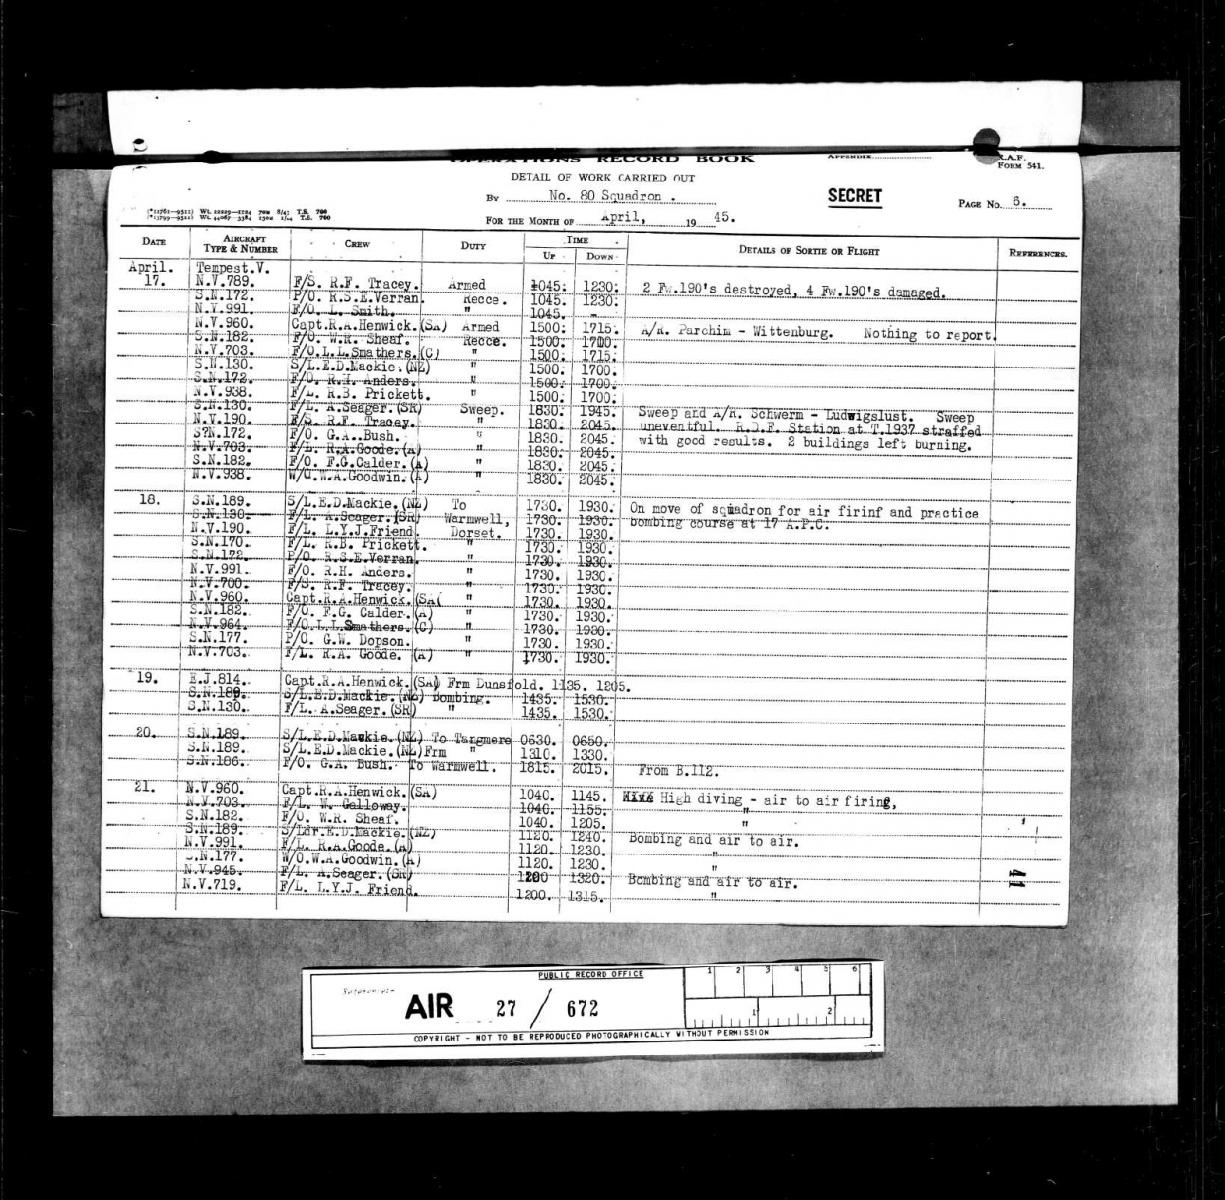 OPERATIONS RECORD BOOK
APPENDIX
R.A.F.
FORM 541.
DETAIL OF WORK CARRIED OUT
BY No. 80 Squadron.
SECRET
PAGE No. 6.
FOR THE MONTH OF April, 1945.
DATE AIRCRAFT TYPE & NUMBER CREW DUTY TIME UP DOWN DETAILS OF SORTIE OR FLIGHT REFERENCES.
April. Tempest.V.
17. N.V.789. F/S. R.F. Tracey. Armed 1045. 1230. 2 Fw.190's destroyed, 4 Fw.190's damaged.
S.N.172. P/O. R.S.E.Verran. Recce. 1045. 1230.
N.V.991. F/O. L. Smith. " 1045. -
N.V.960. Capt.R.A.Henwick.(SA) Armed 1500. 1715. A/R. Parchim - Wittenburg. Nothing to report.
S.N.182. F/O. W.R. Sheaf. Recce. 1500. 1700.
N.V.703. F/O.L.L.Smathers.(C) " 1500. 1715.
S.N.130. S/L.E.D.Mackie.(NZ) " 1500. 1700.
S.N.172. F/O. R.H. Anders. " 1500. 1700.
N.V.938. F/L. R.B. Prickett. " 1500. 1700.
S.N.130. F/L. A.Seager.(SR) Sweep. 1830. 1945. Sweep and A/R. Schwerm - Ludwigslust. Sweep
N.V.190. F/S. R.F. Tracey. " 1830. 2045. uneventful. R.D.F. Station at T.1937 straffed
S?N.172. F/O. G.A..Bush. " 1830. 2045. with good results. 2 buildings left burning.
N.V.703. F/L. R.A.Goode.(A) " 1830. 2045.
S.N.182. F/O. F.G.Calder.(A) " 1830. 2045.
N.V.938. W/O.W.A.Goodwin.(A) " 1830. 2045.
18. S.N.189. S/L.E.D.Mackie.(NZ) To 1730. 1930. On move of squadron for air firinf and practice
S.N.130. F/L. A.Seager.(SR) Warmwell, 1730. 1930. bombing course at 17 A.P.C.
N.V.190. F/L. L.Y.J.Friend. Dorset. 1730. 1930.
S.N.170. F/L. R.B. Prickett. " 1730. 1930.
S.N.172. P/O. R.S.E.Verran. " 1730. 1930.
N.V.991. F/O. R.H. Anders. " 1730. 1930.
N.V.700. F/S. R.F. Tracey. " 1730. 1930.
N.V.960. Capt.R.A.Henwick.(SA( " 1730. 1930.
S.N.182. F/O. F.G. Calder.(A) " 1730. 1930.
N.V.964. F/O.L.L.Smathers.(C) " 1730. 1930.
S.N.177. P/O. G.W. Dopson. " 1730. 1930.
N.V.703. F/L. R.A. Goode. (A) " 1730. 1930.
19. E.J.814. Capt.R.A.Henwick.(SA) Frm Dunsfold. 1135. 1205.
S.N.189. S/L.E.D.Mackie.(NZ) Bombing. 1435. 1530.
S.N.130. F/L. A.Seager.(SR) " 1435. 1530.
20. S.N.189. S/L.E.D.Mackie.(NZ) To Tangmere 0630. 0650.
S.N.189. S/L.E.D.Mackie.(NZ)Frm " 1310. 1330.
S.N.186. F/O. G.A. Bush. To Warmwell. 1815. 2015. From B.112.
21. N.V.960. Capt.R.A.Henwick.(SA) 1040. 1145. High diving - air to air firing,
N.V.703. F/L. W. Galloway. 1040. 1155. "
S.N.182. F/O. W.R. Sheaf. 1040. 1205. "
S.N.189. S/Ldr.E.D.Mackie.(NZ) 1120. 1240. Bombing and air to air.
N.V.991. F/L. R.A.Goode.(A) 1120. 1230. "
S.N.177. W/O.W.A.Goodwin.(A) 1120. 1230. "
N.V.945. F/L. A.Seager.(SR) 1200 1320. Bombing and air to air.
N.V.719. F/L. L.Y.J. Friend. 1200. 1315. "
PUBLIC RECORD OFFICE
1 2 3 4 5 6
AIR 27 / 672
1 2
COPYRIGHT - NOT TO BE REPRODUCED PHOTOGRAPHICALLY WITHOUT PERMISSION